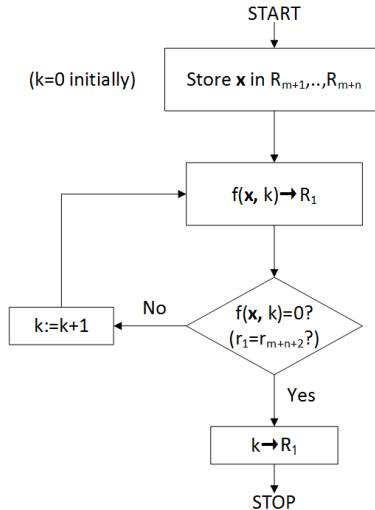 START
(k=0 initially)
Store x in Rₘ₊₁,..,Rₘ₊ₙ
f(x, k)→R₁
No
k:=k+1
f(x, k)=0?
(r₁=rₘ₊ₙ₊₂?)
Yes
k→R₁
STOP